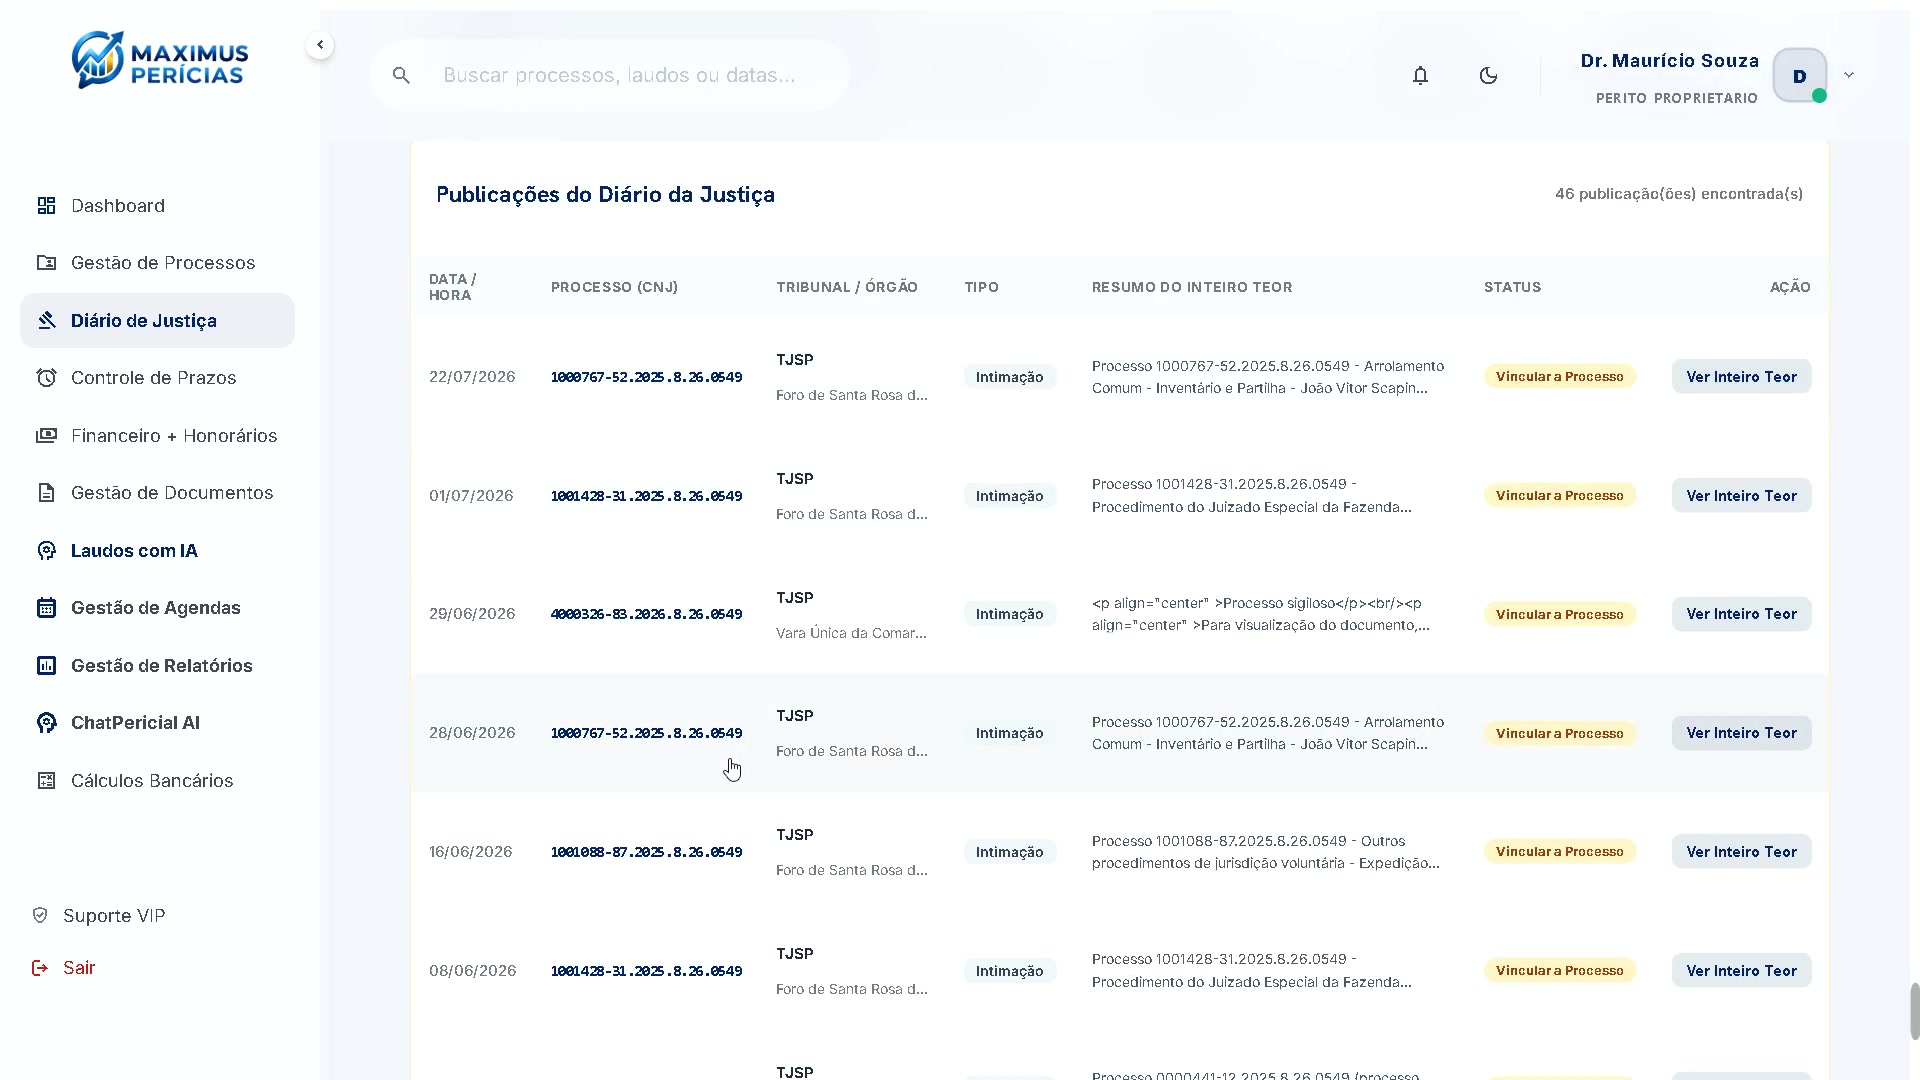 MAXIMUS
PERÍCIAS
Buscar processos, laudos ou datas...
Dr. Maurício Souza
PERITO PROPRIETARIO
D
Dashboard
Gestão de Processos
Diário de Justiça
Controle de Prazos
Financeiro + Honorários
Gestão de Documentos
Laudos com IA
Gestão de Agendas
Gestão de Relatórios
ChatPericial AI
Cálculos Bancários
Suporte VIP
Sair
Publicações do Diário da Justiça
46 publicação(ões) encontrada(s)
DATA /
HORA
PROCESSO (CNJ)
TRIBUNAL / ÓRGÃO
TIPO
RESUMO DO INTEIRO TEOR
STATUS
AÇÃO
22/07/2026
1000767-52.2025.8.26.0549
TJSP
Foro de Santa Rosa d...
Intimação
Processo 1000767-52.2025.8.26.0549 - Arrolamento
Comum - Inventário e Partilha - João Vitor Scapin...
Vincular a Processo
Ver Inteiro Teor
01/07/2026
1001428-31.2025.8.26.0549
TJSP
Foro de Santa Rosa d...
Intimação
Processo 1001428-31.2025.8.26.0549 -
Procedimento do Juizado Especial da Fazenda...
Vincular a Processo
Ver Inteiro Teor
29/06/2026
4000326-83.2026.8.26.0549
TJSP
Vara Única da Comar...
Intimação
<p align="center" >Processo sigiloso</p><br/><p
align="center" >Para visualização do documento,...
Vincular a Processo
Ver Inteiro Teor
28/06/2026
1000767-52.2025.8.26.0549
TJSP
Foro de Santa Rosa d...
Intimação
Processo 1000767-52.2025.8.26.0549 - Arrolamento
Comum - Inventário e Partilha - João Vitor Scapin...
Vincular a Processo
Ver Inteiro Teor
16/06/2026
1001088-87.2025.8.26.0549
TJSP
Foro de Santa Rosa d...
Intimação
Processo 1001088-87.2025.8.26.0549 - Outros
procedimentos de jurisdição voluntária - Expedição...
Vincular a Processo
Ver Inteiro Teor
08/06/2026
1001428-31.2025.8.26.0549
TJSP
Foro de Santa Rosa d...
Intimação
Processo 1001428-31.2025.8.26.0549 -
Procedimento do Juizado Especial da Fazenda...
Vincular a Processo
Ver Inteiro Teor
TJSP
Processo 0000441-12.2025.8.26.0549 (processo